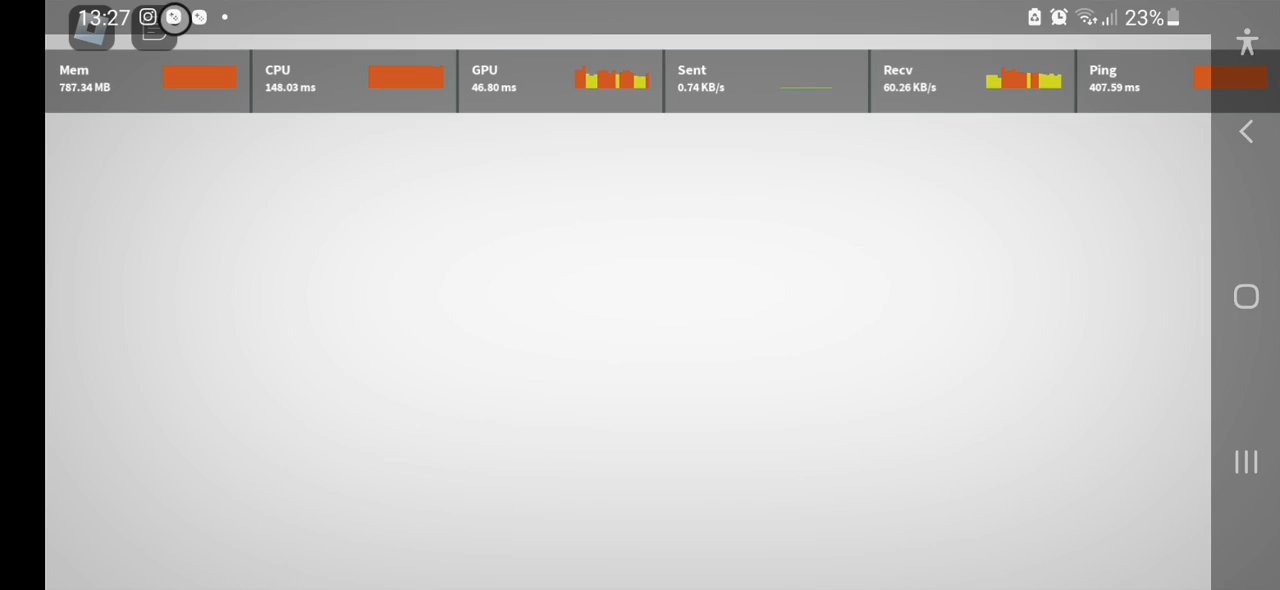 13:27
23%
Mem
787.34 MB
CPU
148.03 ms
GPU
46.80 ms
Sent
0.74 KB/s
Recv
60.26 KB/s
Ping
407.59 ms